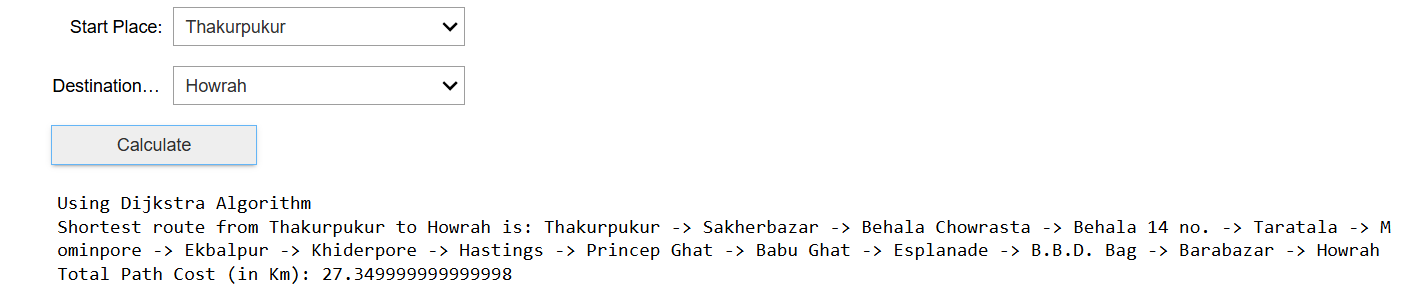 Start Place: Thakurpukur
Destination… Howrah
Calculate
Using Dijkstra Algorithm
Shortest route from Thakurpukur to Howrah is: Thakurpukur -> Sakherbazar -> Behala Chowrasta -> Behala 14 no. -> Taratala -> M
ominpore -> Ekbalpur -> Khiderpore -> Hastings -> Princep Ghat -> Babu Ghat -> Esplanade -> B.B.D. Bag -> Barabazar -> Howrah
Total Path Cost (in Km): 27.349999999999998